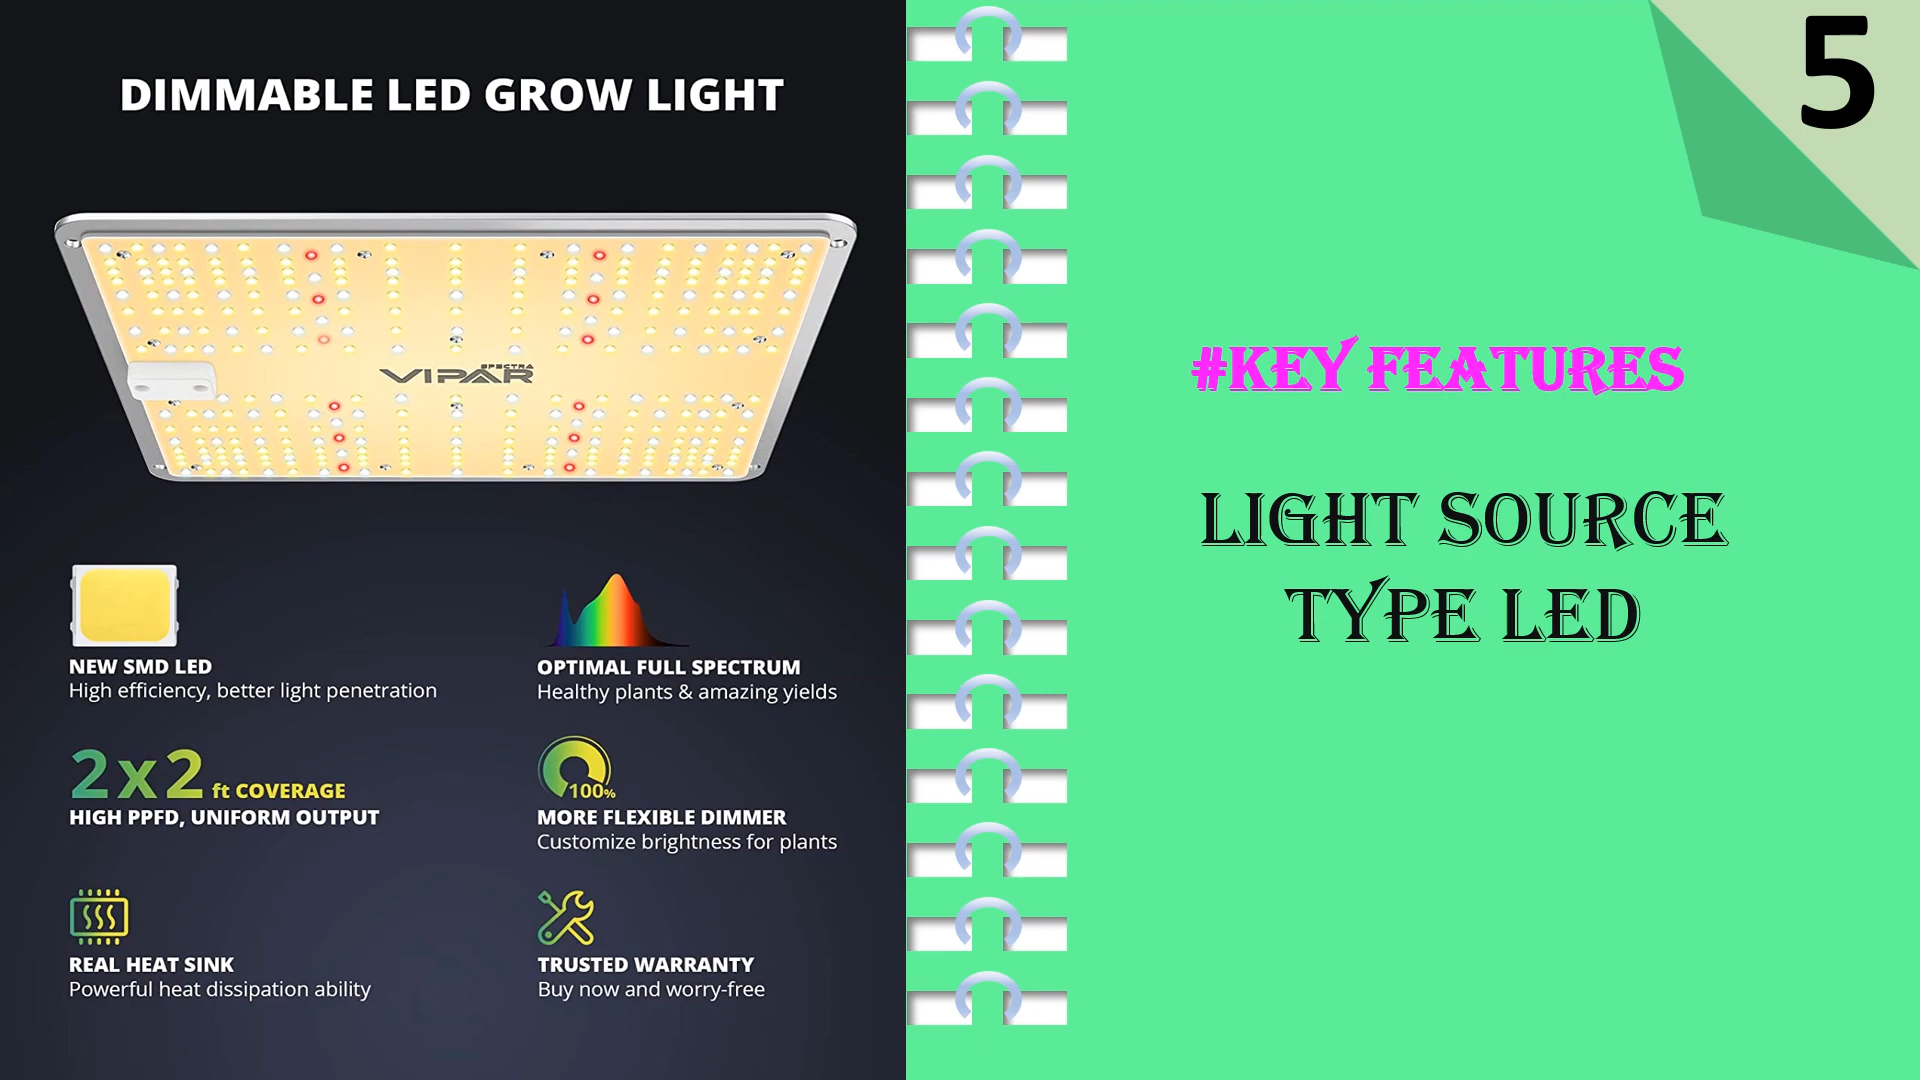 DIMMABLE LED GROW LIGHT
SPECTRA
VIPAR
NEW SMD LED
High efficiency, better light penetration
OPTIMAL FULL SPECTRUM
Healthy plants & amazing yields
2x2 ft COVERAGE
HIGH PPFD, UNIFORM OUTPUT
100%
MORE FLEXIBLE DIMMER
Customize brightness for plants
REAL HEAT SINK
Powerful heat dissipation ability
TRUSTED WARRANTY
Buy now and worry-free
5
#KEY FEATURES
LIGHT SOURCE
TYPE LED